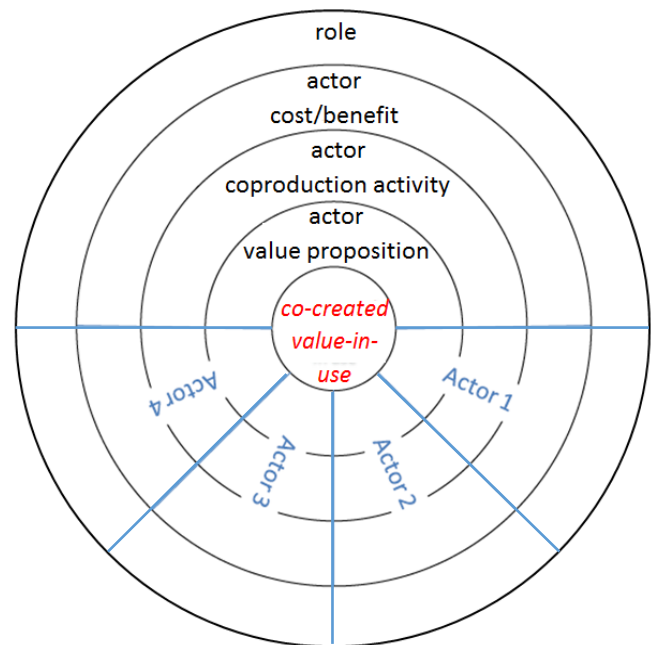 role
actor
cost/benefit
actor
coproduction activity
actor
value proposition
co-created
value-in-
use
Actor 1
Actor 2
Actor 3
Actor 4